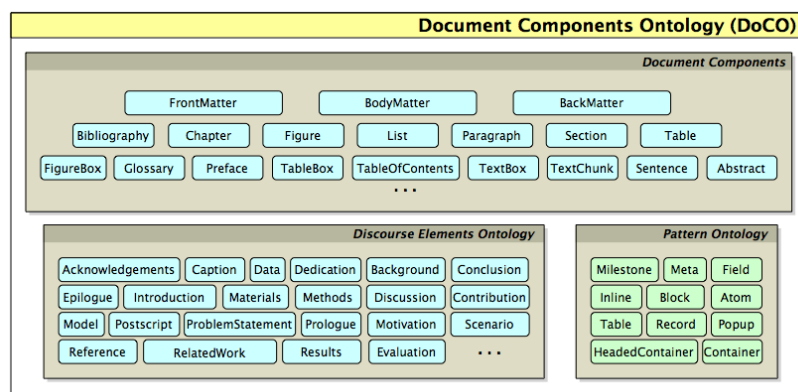 Document Components Ontology (DoCO)
Document Components
FrontMatter BodyMatter BackMatter
Bibliography Chapter Figure List Paragraph Section Table
FigureBox Glossary Preface TableBox TableOfContents TextBox TextChunk Sentence Abstract
...
Discourse Elements Ontology
Acknowledgements Caption Data Dedication Background Conclusion
Epilogue Introduction Materials Methods Discussion Contribution
Model Postscript ProblemStatement Prologue Motivation Scenario
Reference RelatedWork Results Evaluation ...
Pattern Ontology
Milestone Meta Field
Inline Block Atom
Table Record Popup
HeadedContainer Container